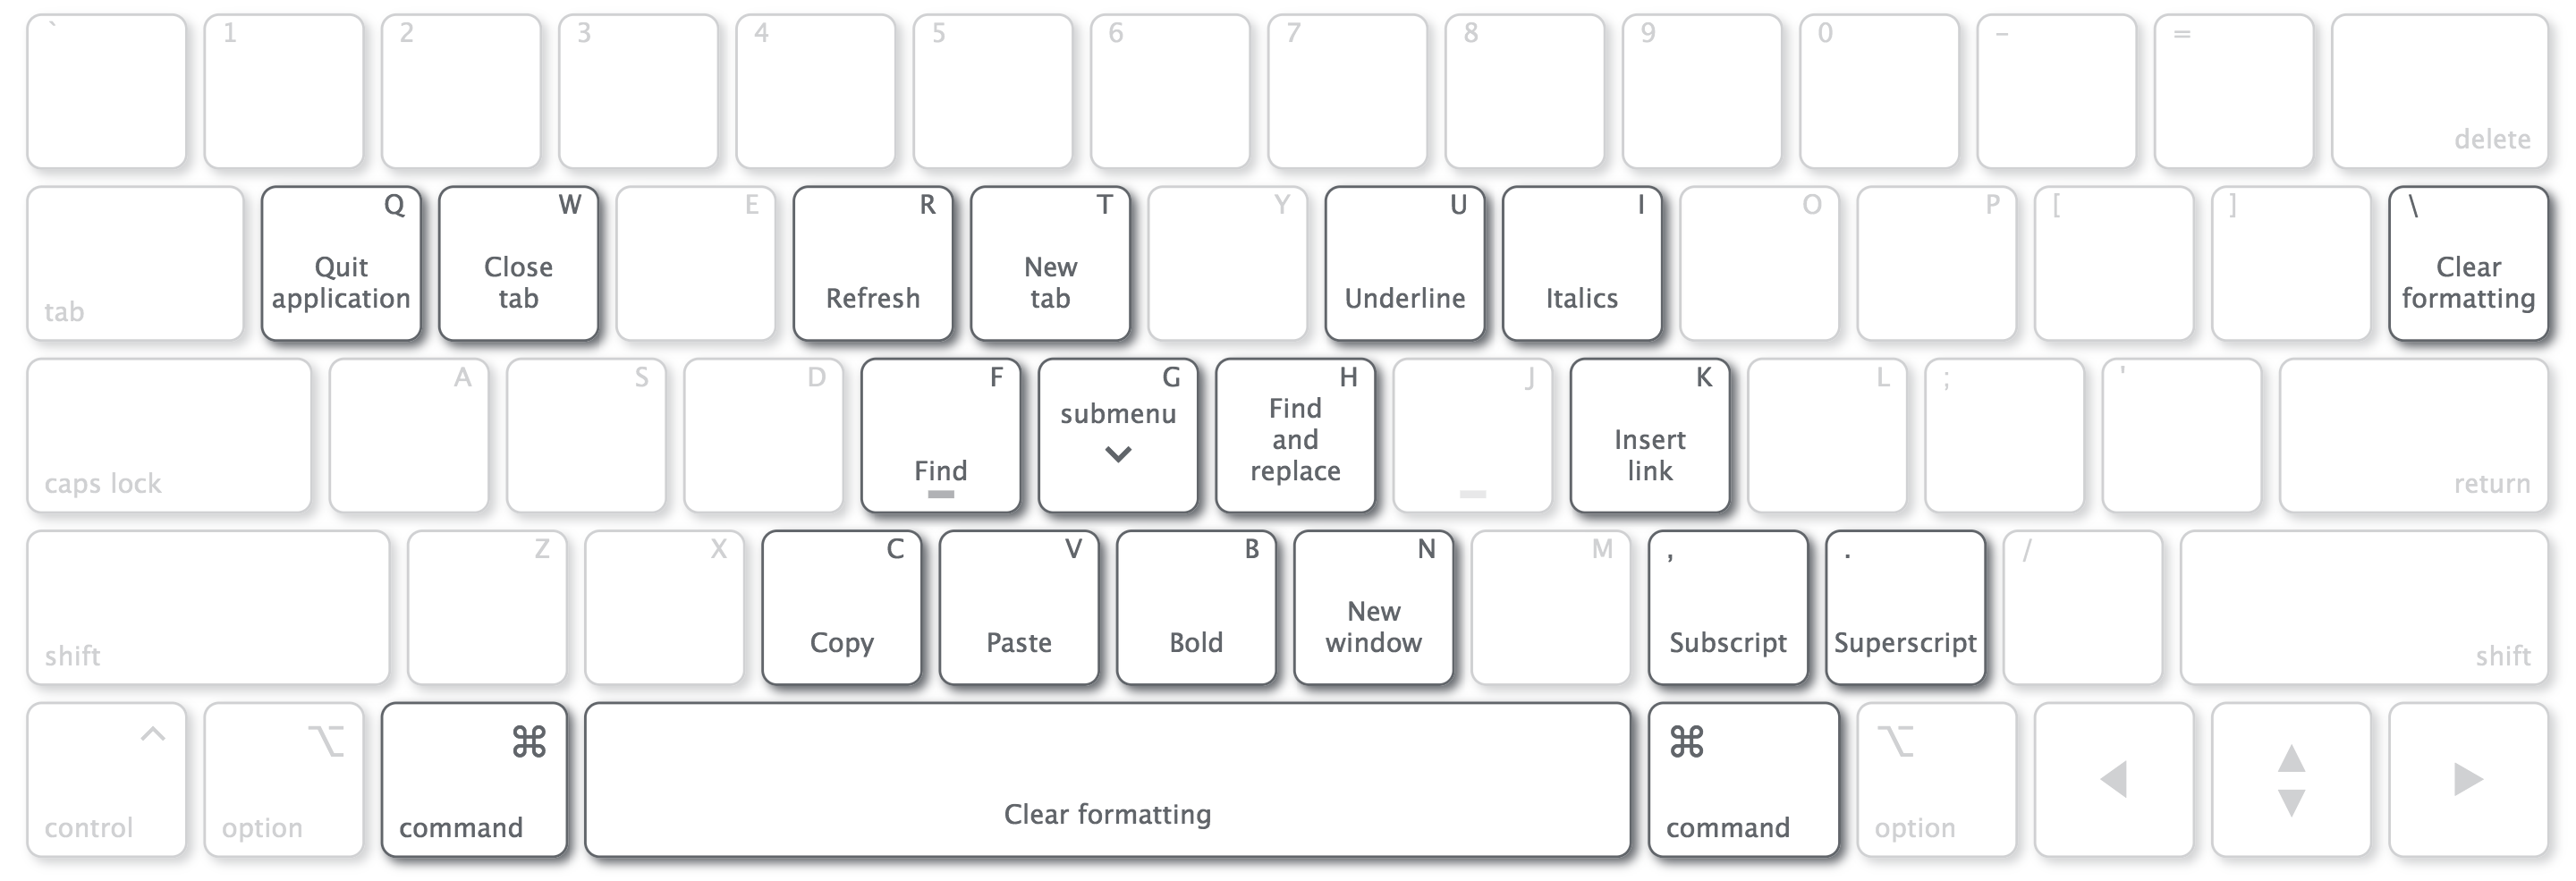 ` 1 2 3 4 5 6 7 8 9 0 - = delete
tab Q W E R T Y U I O P [ ] \
Quit application
Close tab
Refresh
New tab
Underline
Italics
Clear formatting
caps lock A S D F G H J K L ; ' return
Find
submenu
Find and replace
Insert link
shift Z X C V B N M , . / shift
Copy
Paste
Bold
New window
Subscript
Superscript
^ ⌥ ⌘ ⌘ ⌥
control option command Clear formatting command option
◀ ▲ ▼ ▶